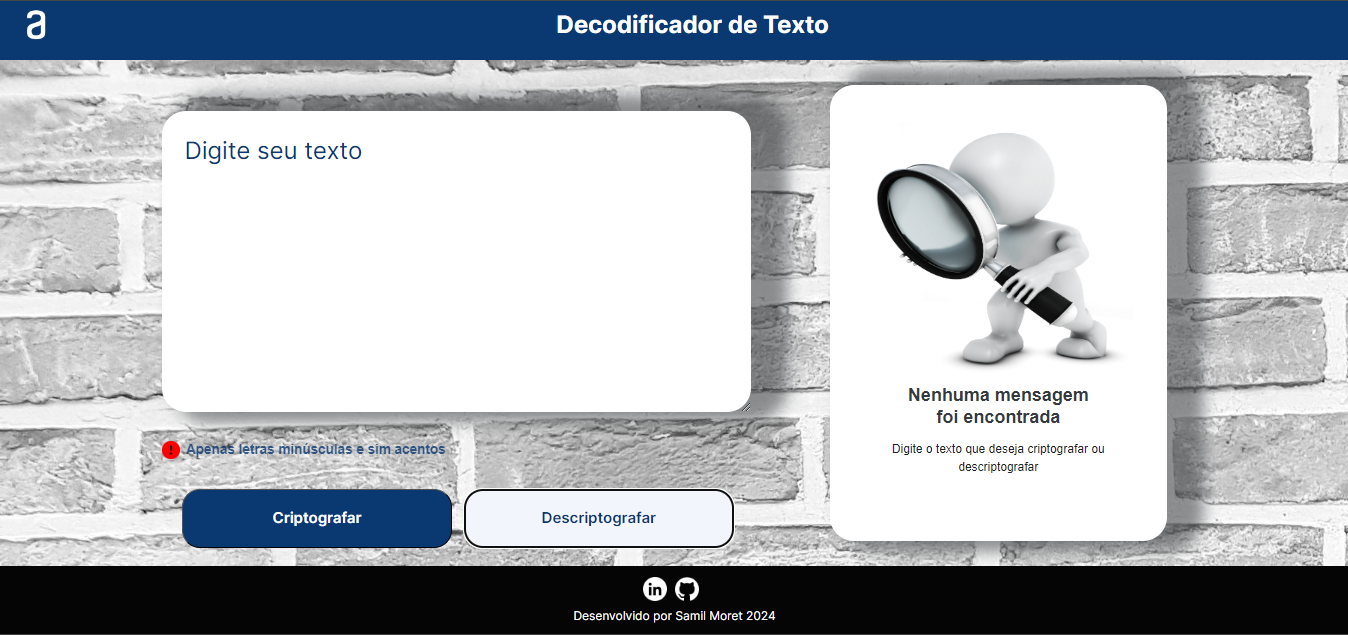 a
Decodificador de Texto
Digite seu texto
Nenhuma mensagem
foi encontrada
Digite o texto que deseja criptografar ou
descriptografar
! Apenas letras minúsculas e sim acentos
Criptografar
Descriptografar
in
Desenvolvido por Samil Moret 2024